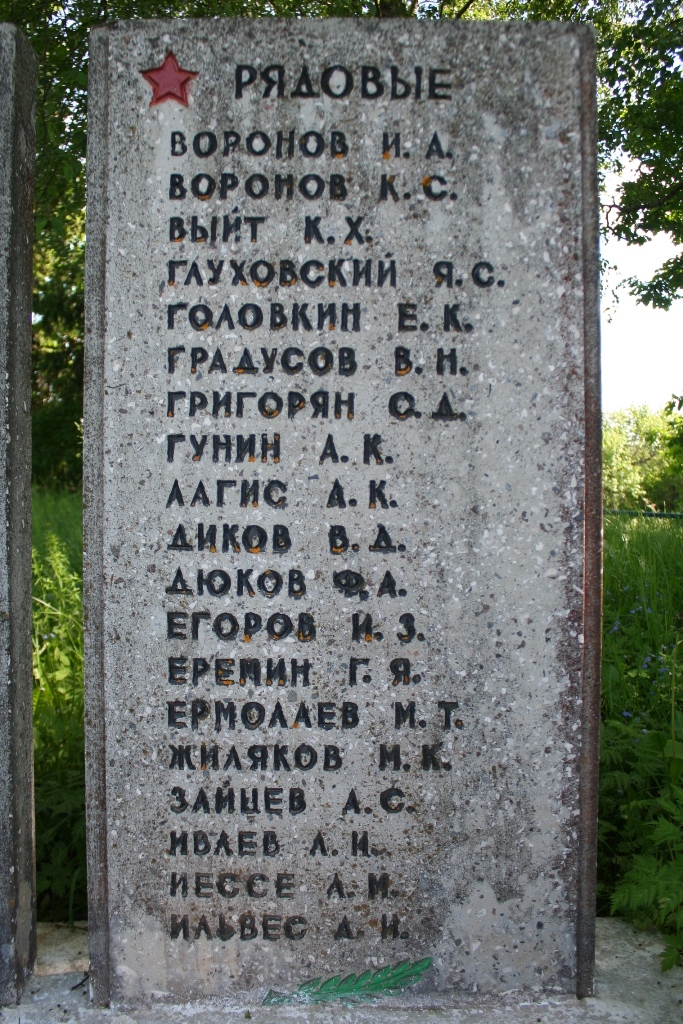 РЯДОВЫЕ
ВОРОНОВ И. А.
ВОРОНОВ К. С.
ВЫЙТ К. Х.
ГЛУХОВСКИЙ Я. С.
ГОЛОВКИН Е. К.
ГРАДУСОВ В. Н.
ГРИГОРЯН С. Д.
ГУНИН А. К.
ЛАГИС А. К.
ДИКОВ В. Д.
ДЮКОВ Ф. А.
ЕГОРОВ И. З.
ЕРЕМИН Г. Я.
ЕРМОЛАЕВ М. Т.
ЖИЛЯКОВ М. К.
ЗАЙЦЕВ А. С.
ИВЛЕВ Л. И.
ИЕССЕ А. М.
ИЛЬВЕС А. И.